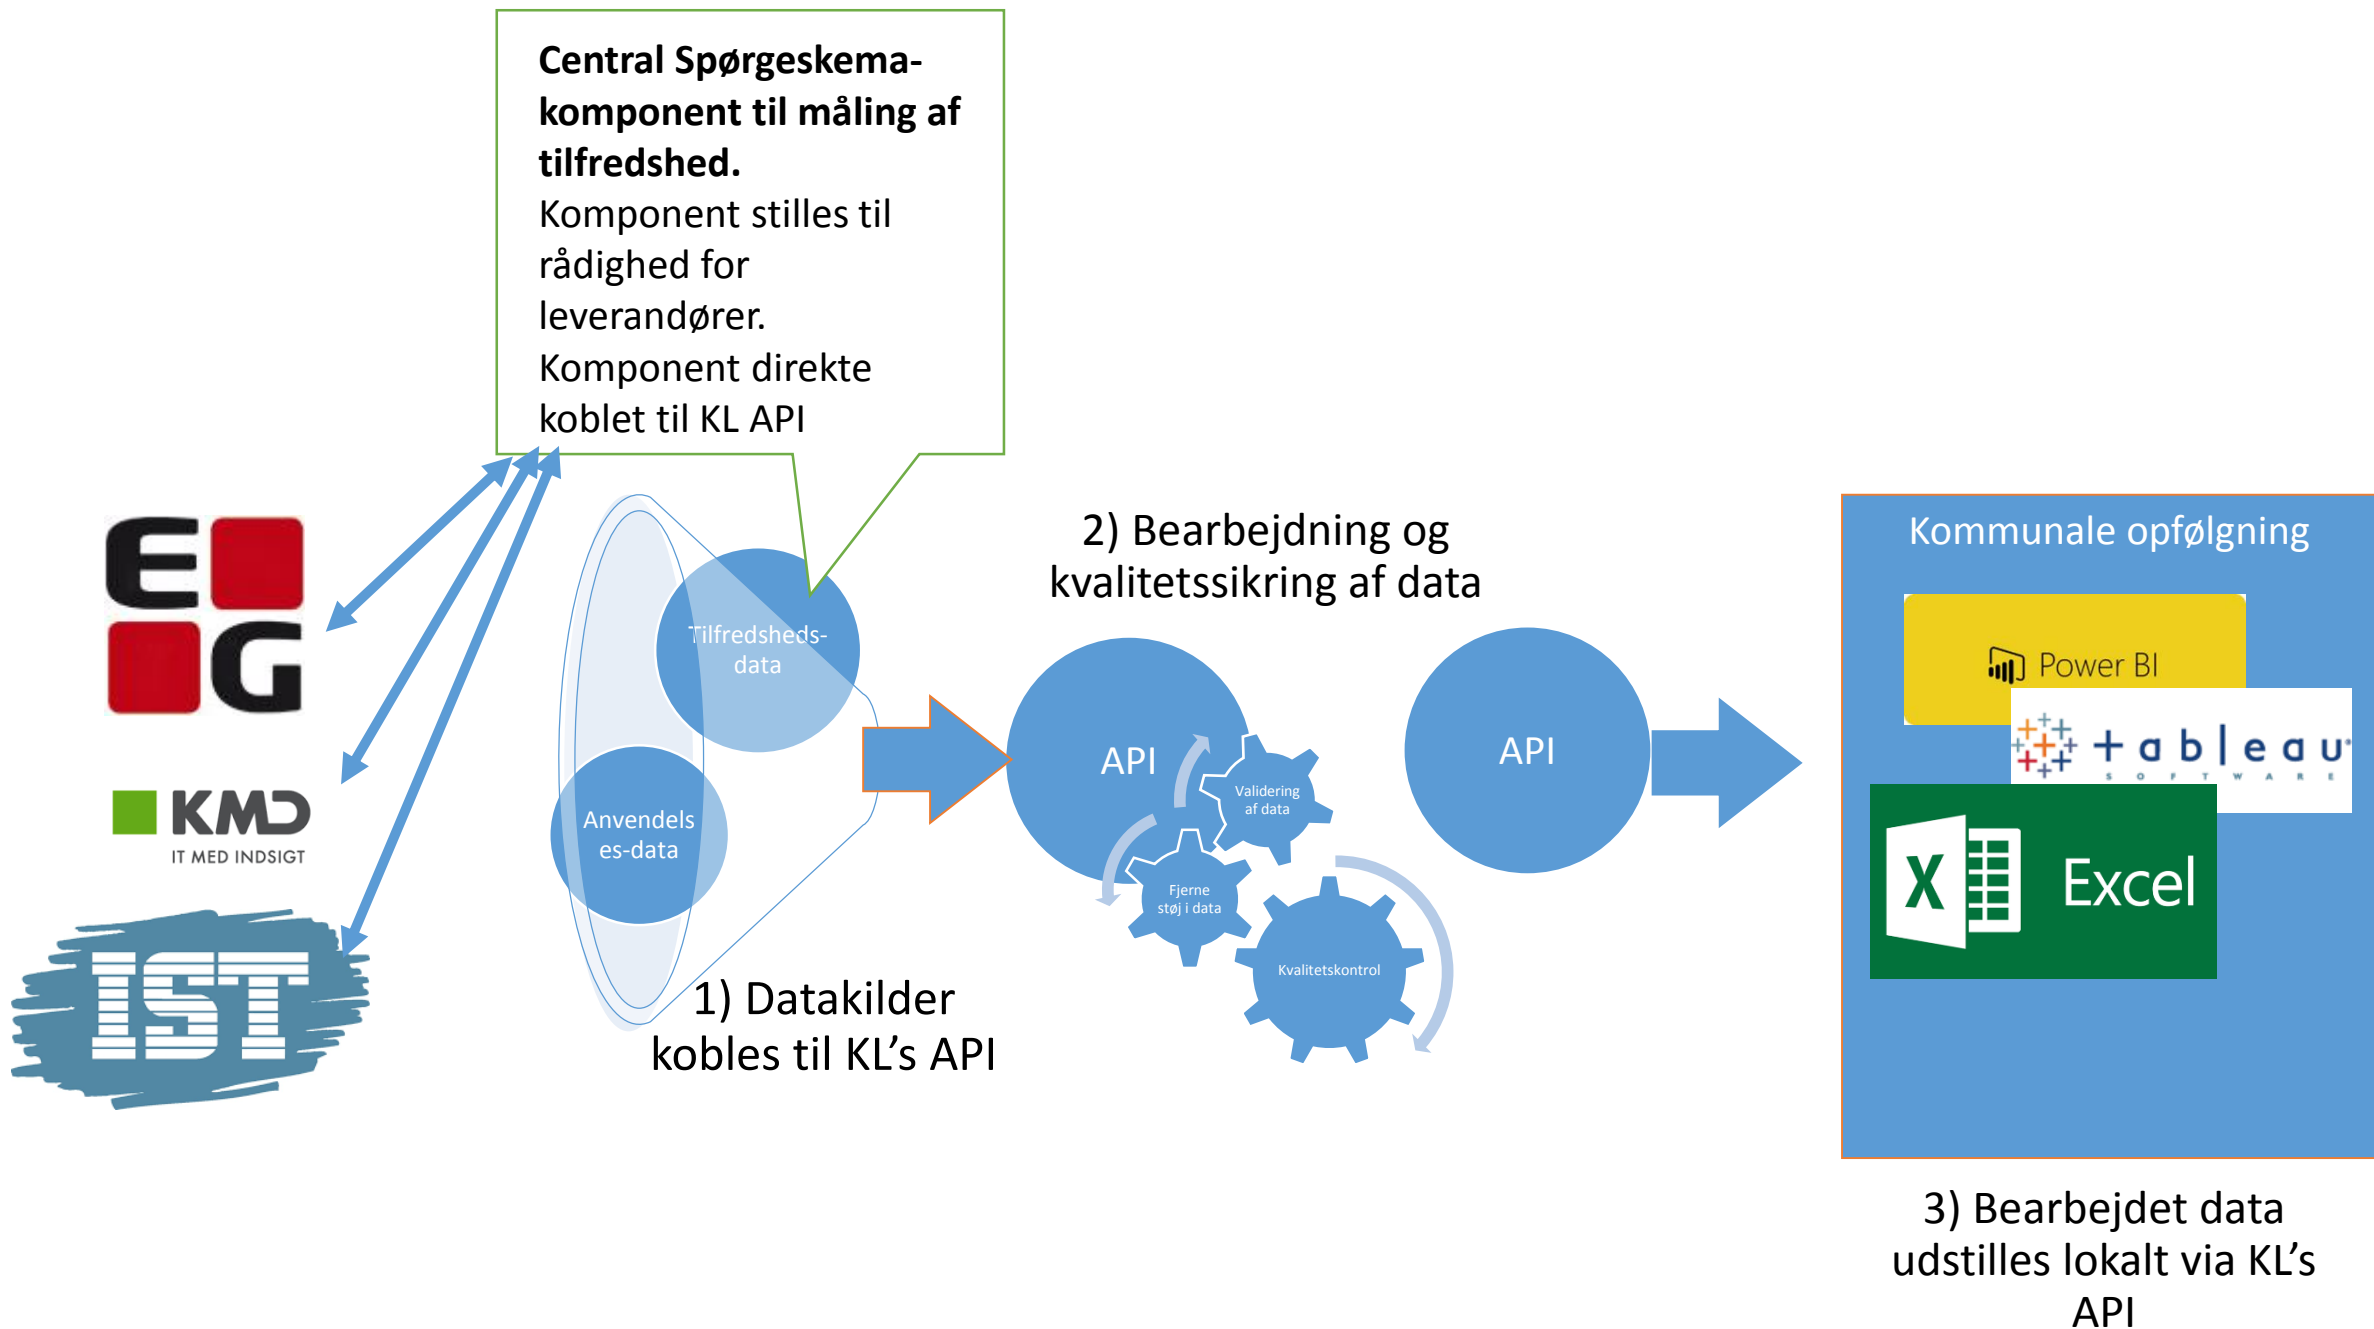 Central Spørgeskema-
komponent til måling af
tilfredshed.
Komponent stilles til
rådighed for
leverandører.
Komponent direkte
koblet til KL API
EG
KMD
IT MED INDSIGT
IST
Tilfredsheds-
data
Anvendels
es-data
1) Datakilder
kobles til KL’s API
2) Bearbejdning og
kvalitetssikring af data
API
Validering
af data
Fjerne
støj i data
Kvalitetskontrol
API
Kommunale opfølgning
Power BI
+ableau
SOFTWARE
X
Excel
3) Bearbejdet data
udstilles lokalt via KL’s
API